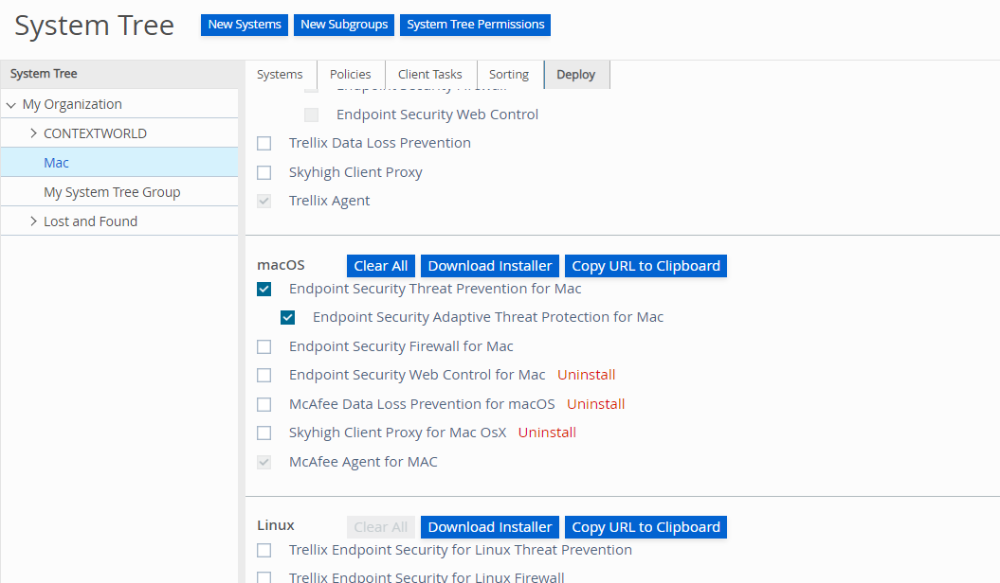 System Tree
New Systems
New Subgroups
System Tree Permissions
System Tree
My Organization
CONTEXTWORLD
Mac
My System Tree Group
Lost and Found
Systems
Policies
Client Tasks
Sorting
Deploy
Endpoint Security Firewall
Endpoint Security Web Control
Trellix Data Loss Prevention
Skyhigh Client Proxy
Trellix Agent
macOS
Clear All
Download Installer
Copy URL to Clipboard
Endpoint Security Threat Prevention for Mac
Endpoint Security Adaptive Threat Protection for Mac
Endpoint Security Firewall for Mac
Endpoint Security Web Control for Mac Uninstall
McAfee Data Loss Prevention for macOS Uninstall
Skyhigh Client Proxy for Mac OsX Uninstall
McAfee Agent for MAC
Linux
Clear All
Download Installer
Copy URL to Clipboard
Trellix Endpoint Security for Linux Threat Prevention
Trellix Endpoint Security for Linux Firewall